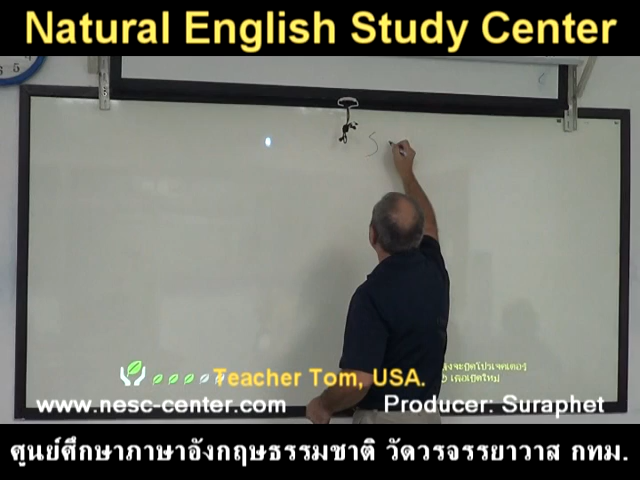 Natural English Study Center
5
6
S
Teacher Tom, USA.
www.nesc-center.com
Producer: Suraphet
ศูนย์ศึกษาภาษาอังกฤษธรรมชาติ วัดวรจรรยาวาส กทม.